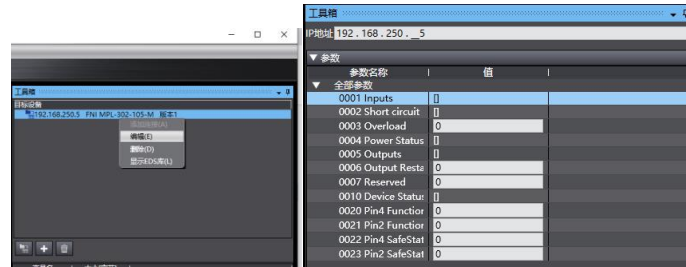 工具箱
目标设备
192.168.250.5 FNI MPL-302-105-M 版本1
编辑(E)
删除(D)
显示EDS库(L)
工具箱
IP地址 192 . 168 . 250 . __5
▼ 参数
参数名称 值
▼ 全部参数
0001 Inputs []
0002 Short circuit []
0003 Overload 0
0004 Power Status []
0005 Outputs []
0006 Output Resta 0
0007 Reserved 0
0010 Device Status []
0020 Pin4 Function 0
0021 Pin2 Function 0
0022 Pin4 SafeStat 0
0023 Pin2 SafeStat 0